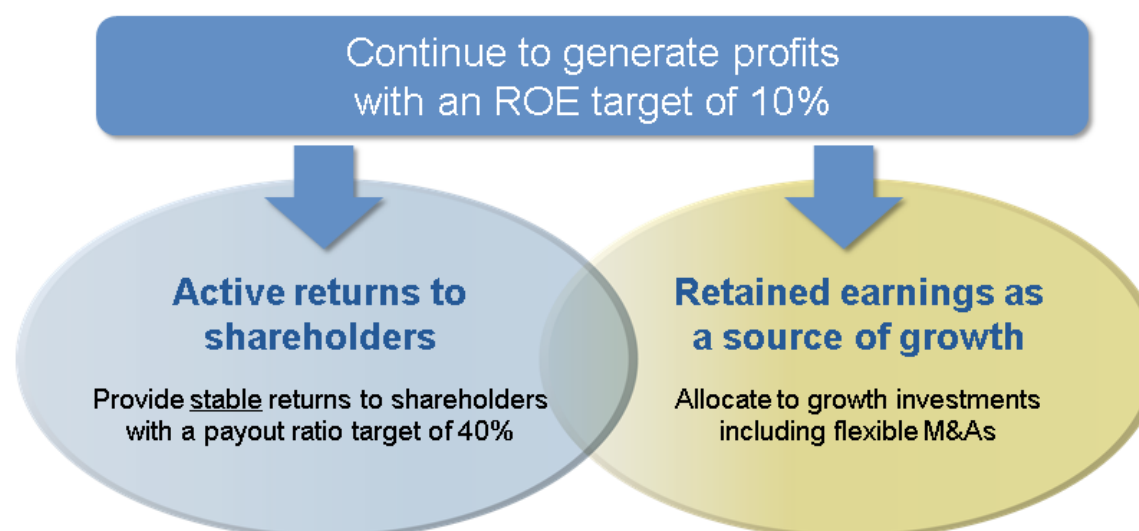 Continue to generate profits
with an ROE target of 10%
Active returns to
shareholders
Provide stable returns to shareholders
with a payout ratio target of 40%
Retained earnings as
a source of growth
Allocate to growth investments
including flexible M&As